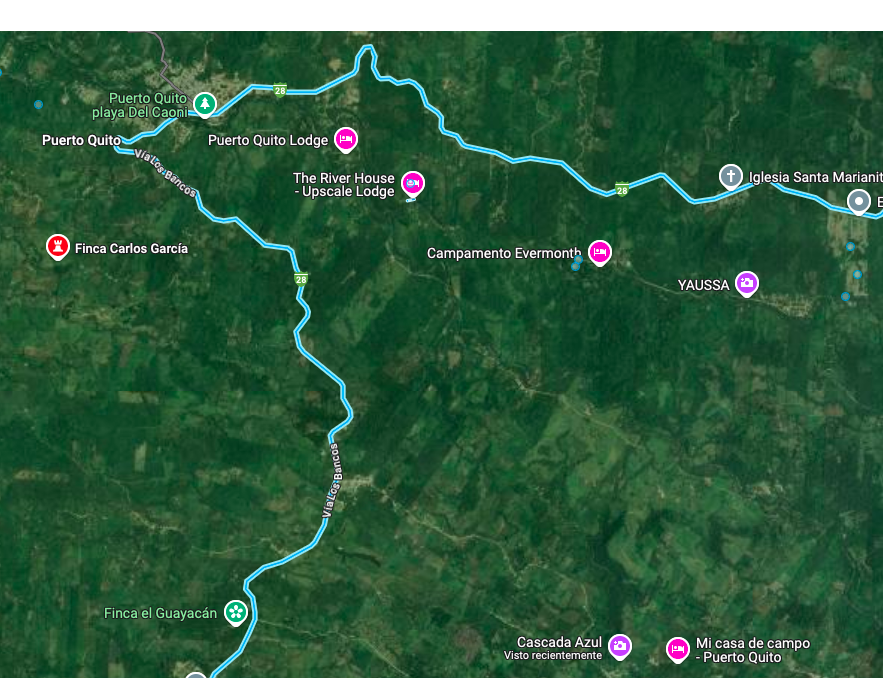 Puerto Quito
playa Del Caoni
28
Puerto Quito
Vía Los Bancos
Puerto Quito Lodge
The River House
- Upscale Lodge
28
Iglesia Santa Marianit
E
Finca Carlos García
Campamento Evermonth
28
YAUSSA
Vía Los Bancos
Finca el Guayacán
Cascada Azul
Visto recientemente
Mi casa de campo
- Puerto Quito